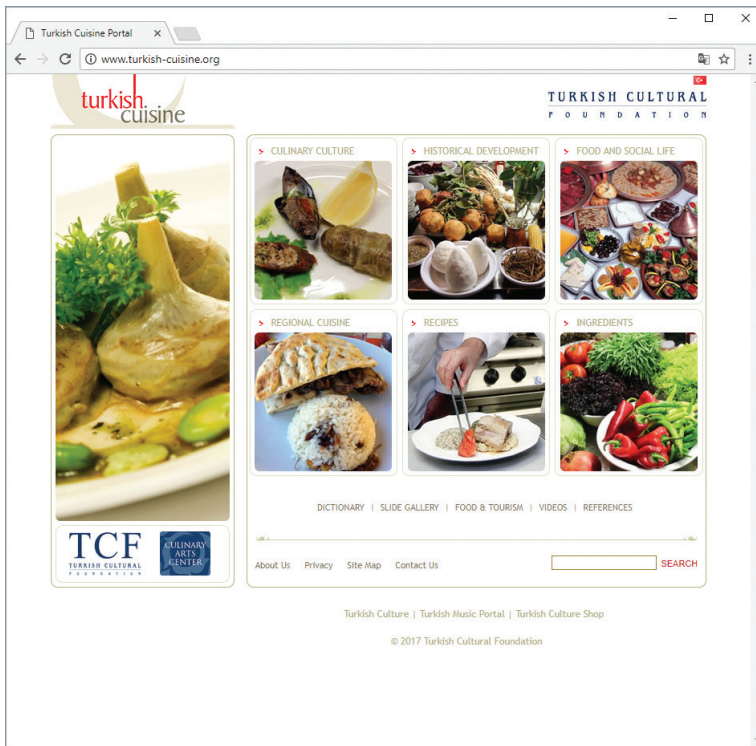 Turkish Cuisine Portal
www.turkish-cuisine.org
turkish
cuisine
TURKISH CULTURAL
FOUNDATION
CULINARY CULTURE
HISTORICAL DEVELOPMENT
FOOD AND SOCIAL LIFE
REGIONAL CUISINE
RECIPES
INGREDIENTS
DICTIONARY | SLIDE GALLERY | FOOD & TOURISM | VIDEOS | REFERENCES
TCF
TURKISH CULTURAL
FOUNDATION
CULINARY
ARTS
CENTER
About Us Privacy Site Map Contact Us SEARCH
Turkish Culture | Turkish Music Portal | Turkish Culture Shop
© 2017 Turkish Cultural Foundation